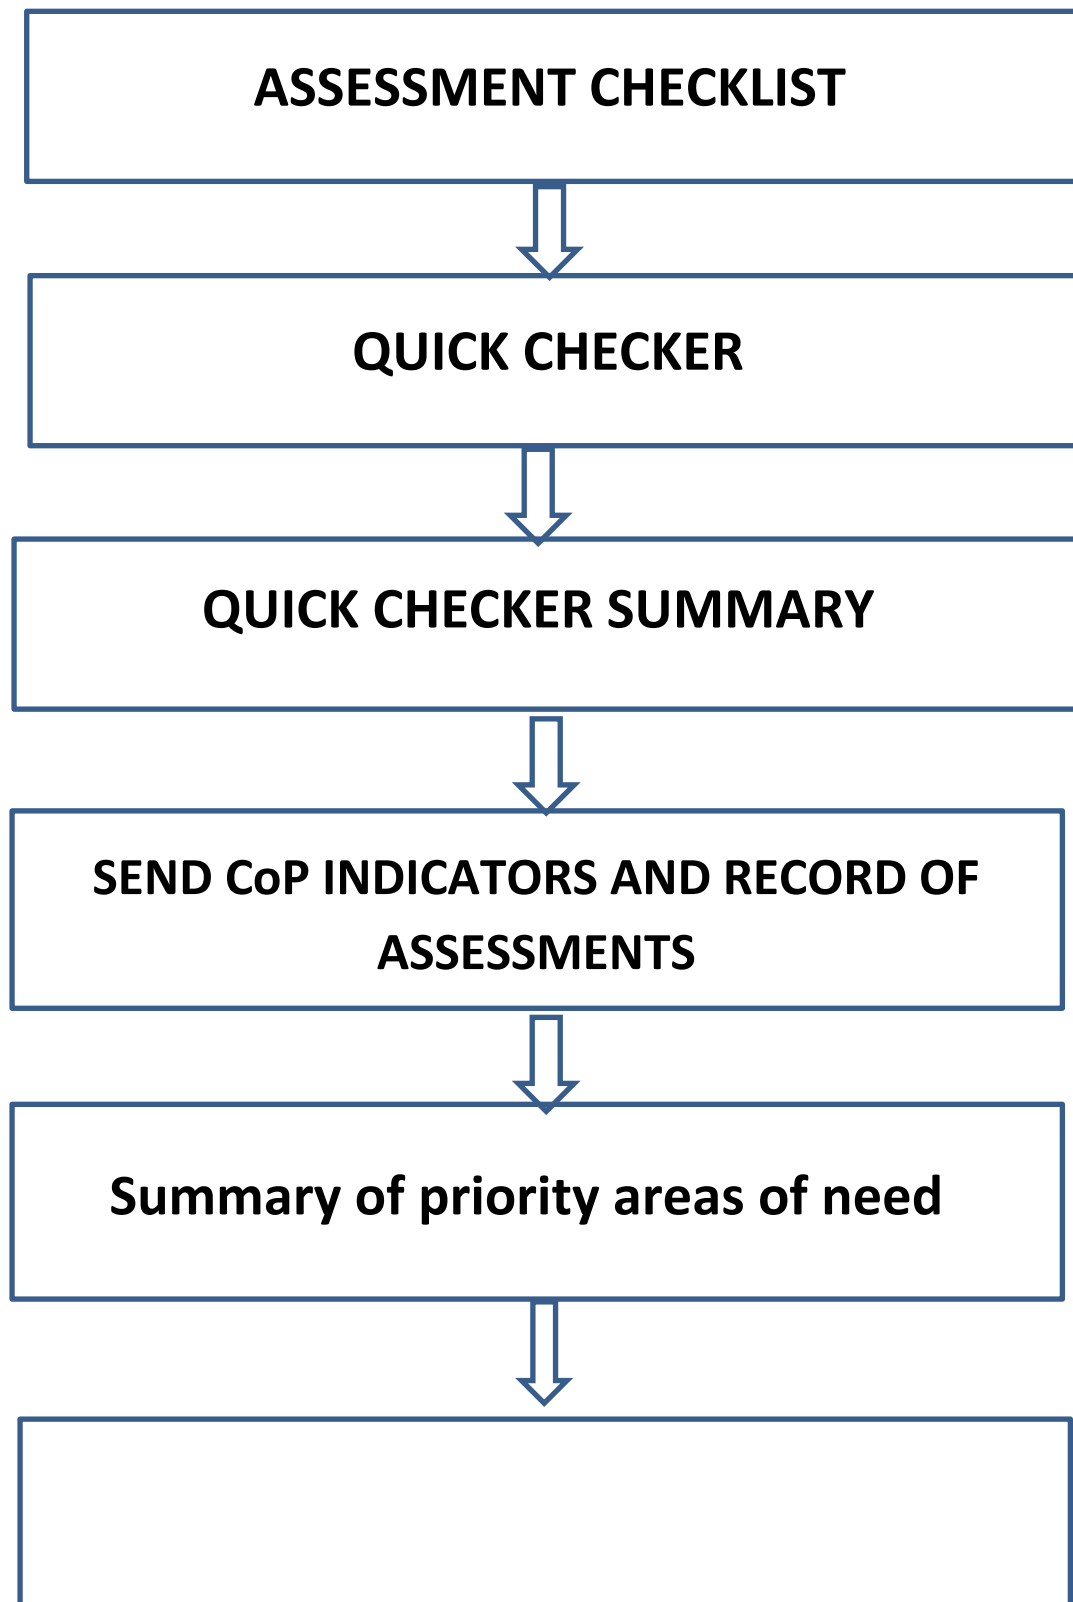 ASSESSMENT CHECKLIST
QUICK CHECKER
QUICK CHECKER SUMMARY
SEND CoP INDICATORS AND RECORD OF
ASSESSMENTS
Summary of priority areas of need